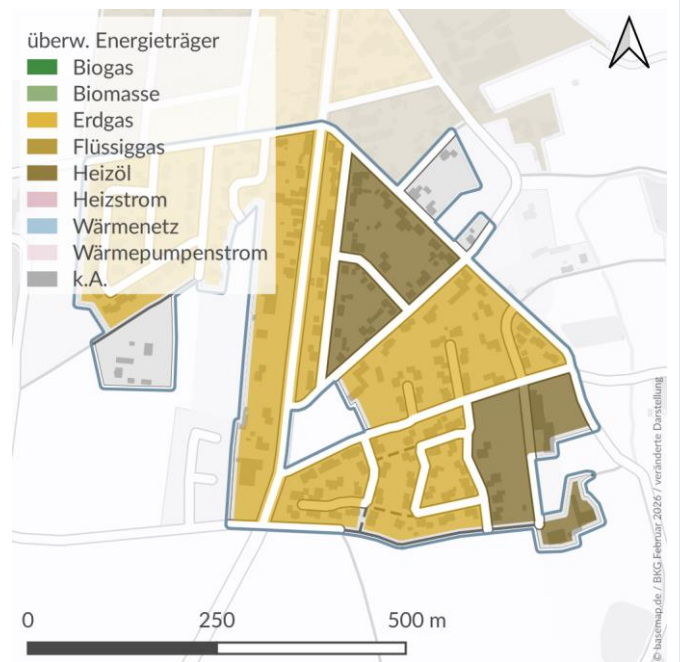 überw. Energieträger
Biogas
Biomasse
Erdgas
Flüssiggas
Heizöl
Heizstrom
Wärmenetz
Wärmepumpenstrom
k.A.
0 250 500 m
© basemap.de / BKG Februar 2026 / veränderte Darstellung